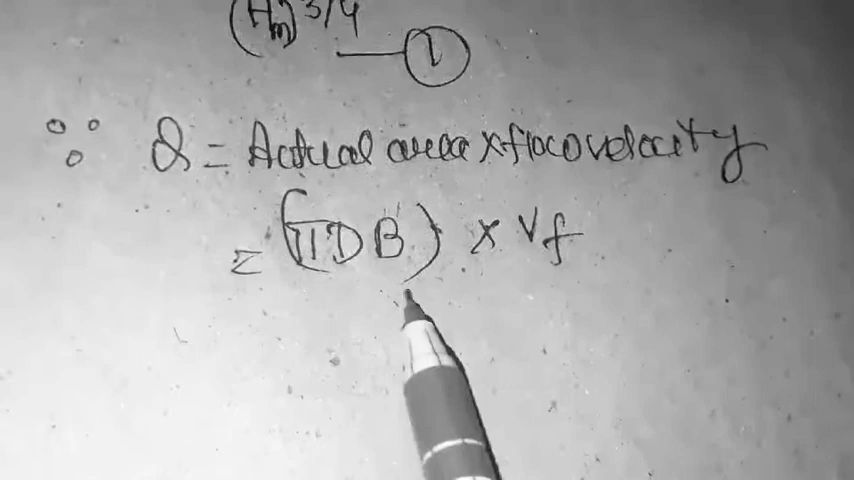 (Hm)^3/4
—①
∵ Q = Actual area x flow velocity
= (πDB) x Vf